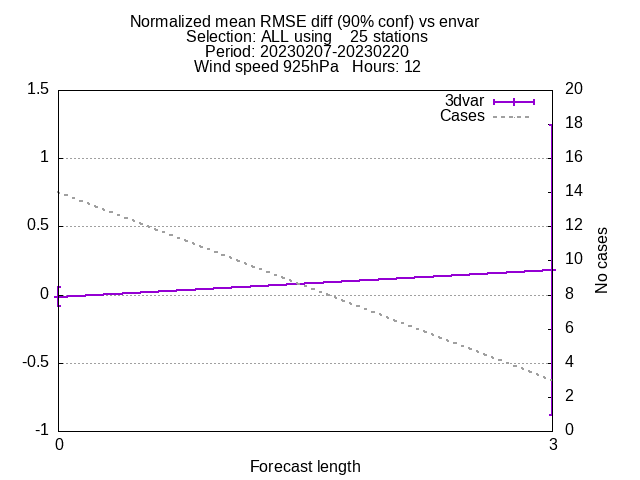 Normalized mean RMSE diff (90% conf) vs envar
Selection: ALL using    25 stations
Period: 20230207-20230220
Wind speed 925hPa   Hours: 12
1.5
1
0.5
0
-0.5
-1
20
18
16
14
12
10
8
6
4
2
0
3dvar
Cases
No cases
0
3
Forecast length